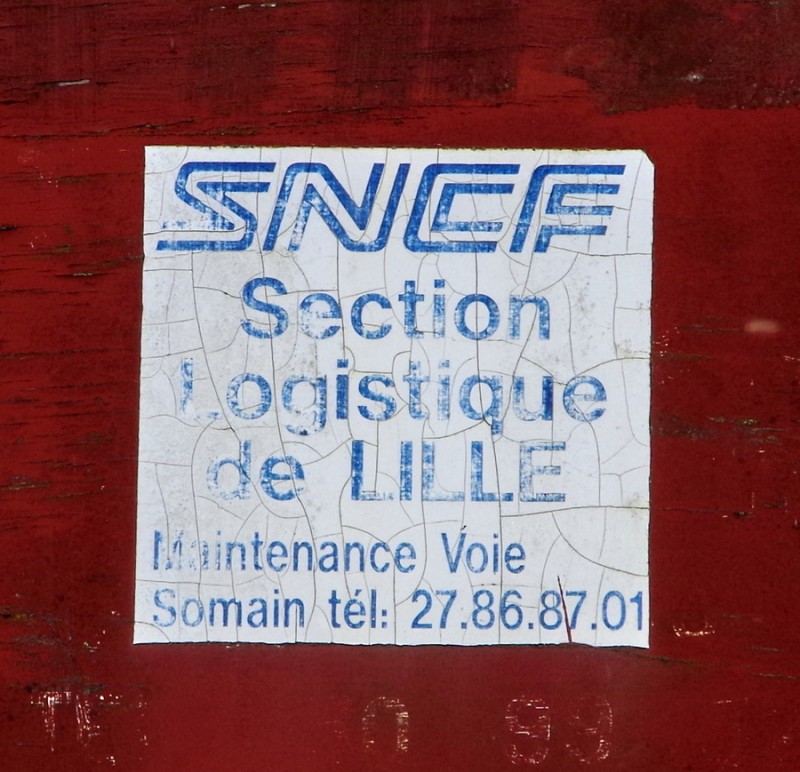 SNCF
Section
Logistique
de LILLE
Maintenance Voie
Somain tél: 27.86.87.01